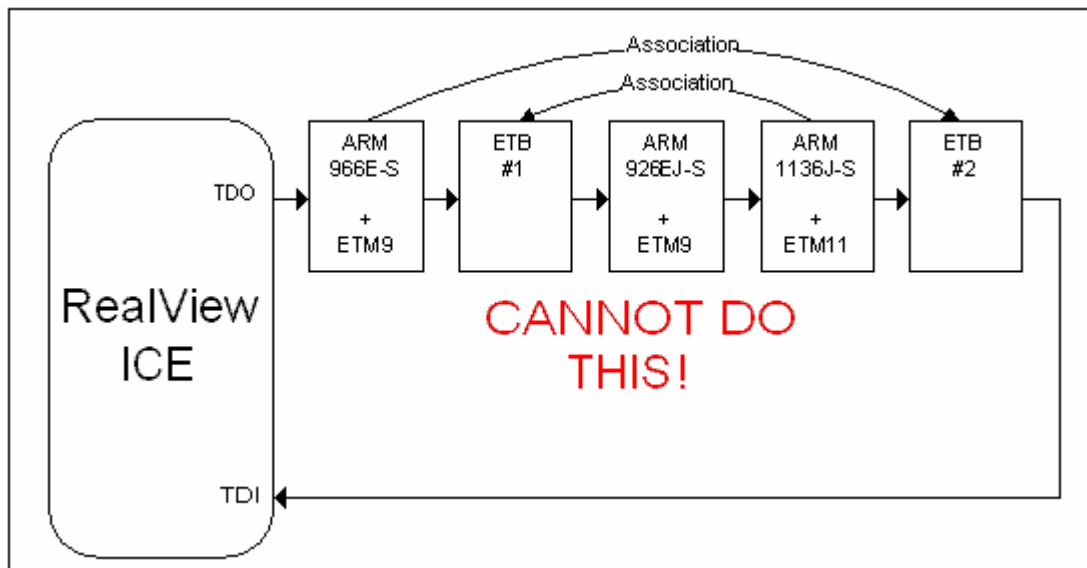 Association
Association
TDO
ARM
966E-S
+
ETM9
ETB
#1
ARM
926EJ-S
+
ETM9
ARM
1136J-S
+
ETM11
ETB
#2
RealView
ICE
CANNOT DO
THIS!
TDI